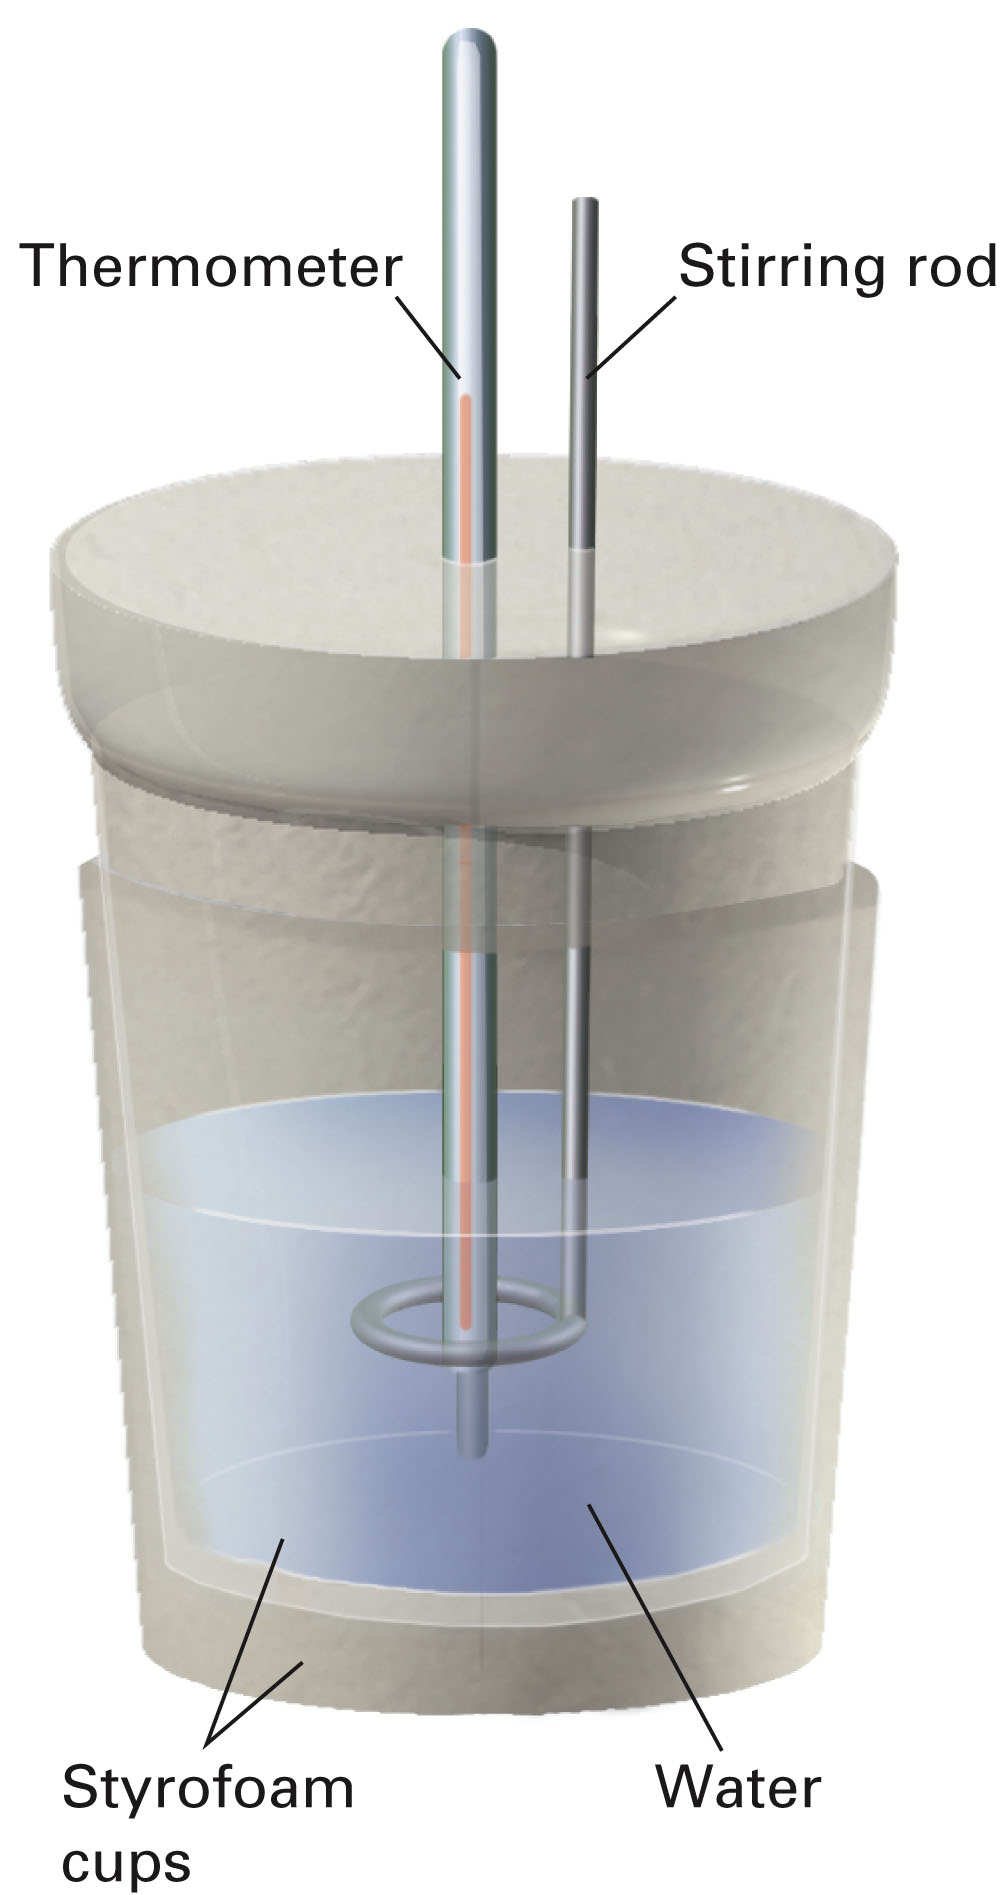 Thermometer
Stirring rod
Styrofoam
cups
Water